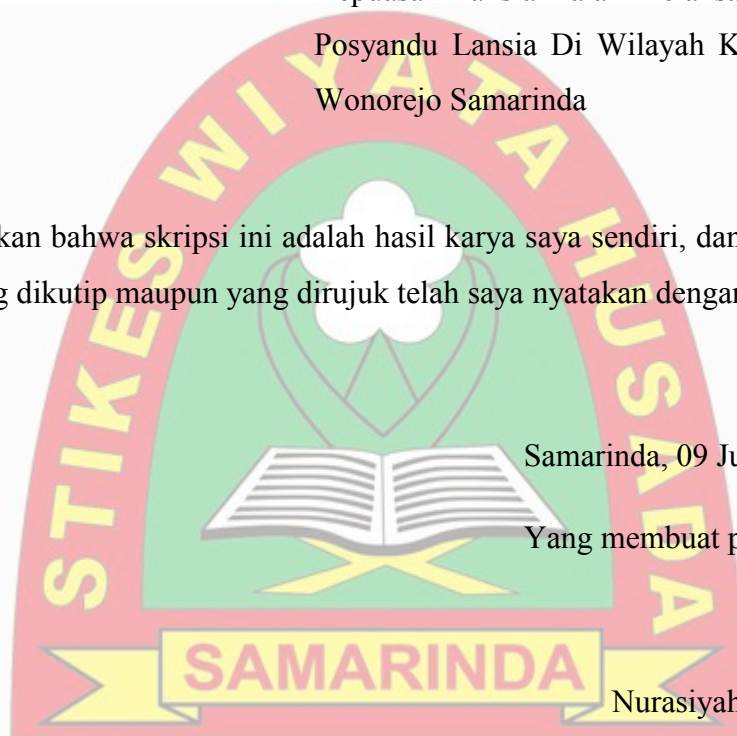 Posyandu Lansia Di Wilayah K
Wonorejo Samarinda
kan bahwa skripsi ini adalah hasil karya saya sendiri, dan
g dikutip maupun yang dirujuk telah saya nyatakan dengan
Samarinda, 09 Ju
Yang membuat p
Nurasiyah
STIKES WIYATA HUSADA
SAMARINDA